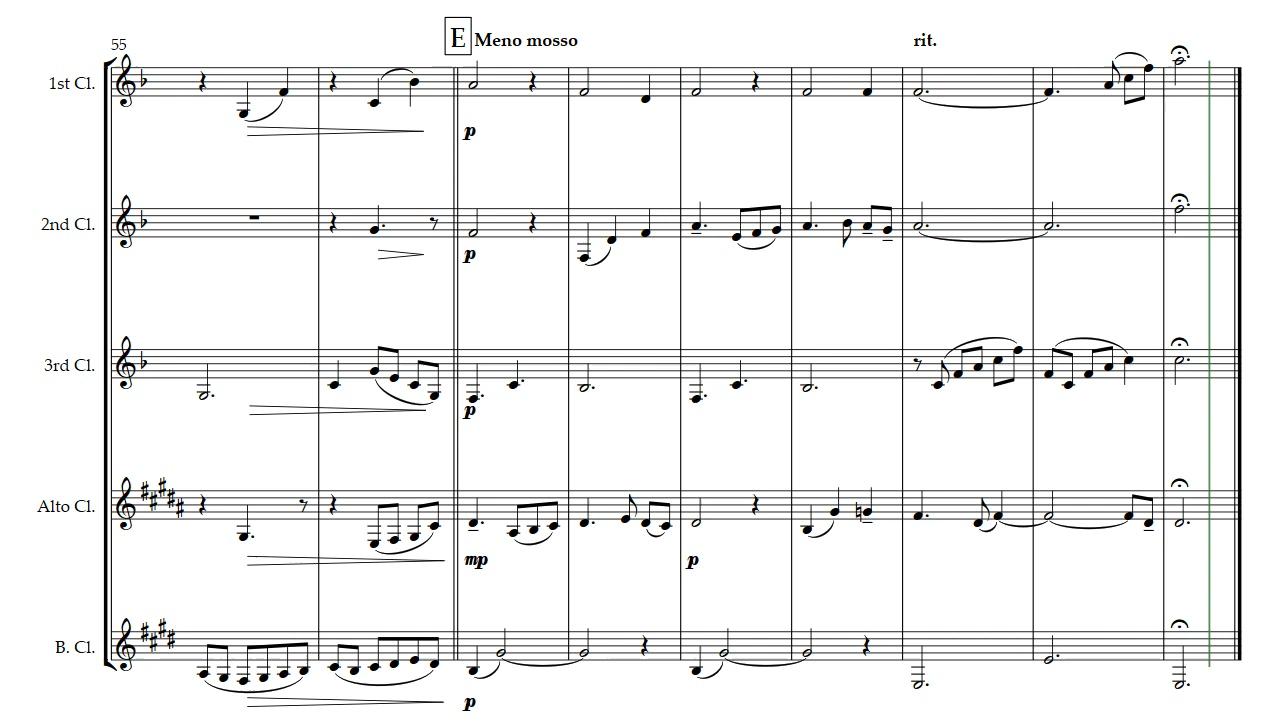 55
E Meno mosso rit.
1st Cl.
p
2nd Cl.
p
3rd Cl.
p
Alto Cl.
mp p
B. Cl.
p